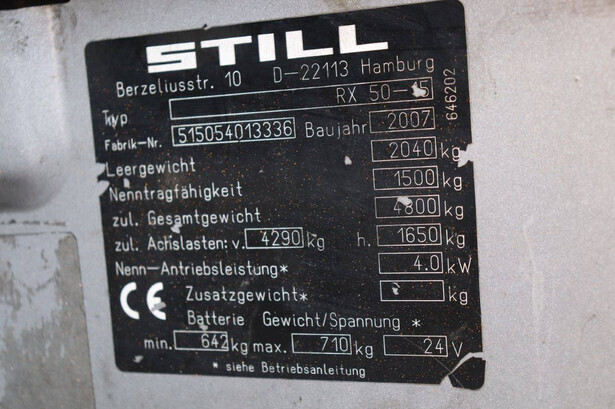 STILL
Berzeliusstr. 10 D-22113 Hamburg
Typ RX 50-15
Fabrik-Nr. 515054013336 Baujahr 2007
Leergewicht 2040 kg
Nenntragfähigkeit 1500 kg
zul. Gesamtgewicht 4800 kg
zul. Achslasten: v. 4290 kg h. 1650 kg
Nenn-Antriebsleistung* 4.0 kW
Zusatzgewicht* kg
Batterie Gewicht/Spannung *
min. 642 kg max. 710 kg 24 V
* siehe Betriebsanleitung
646202
CE